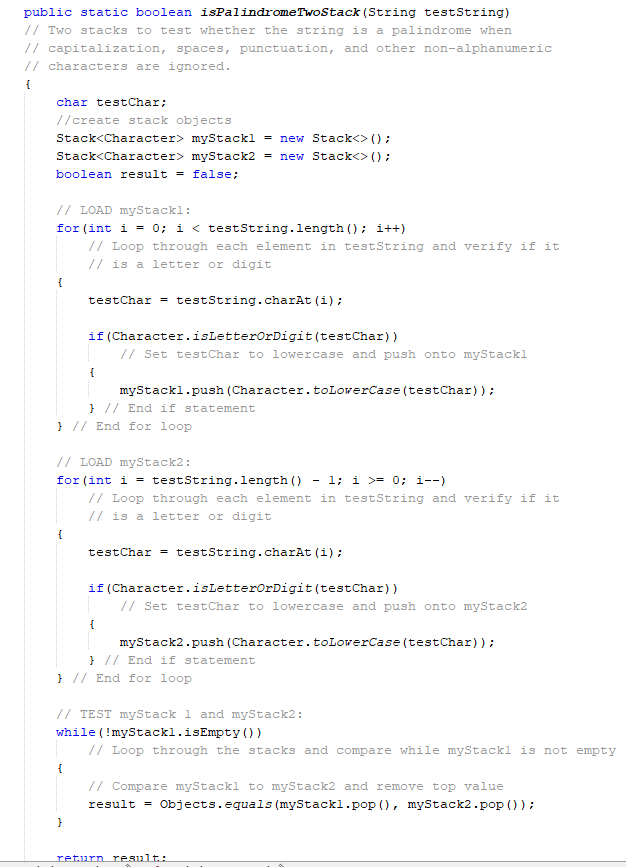 public static boolean isPalindromeTwoStack(String testString)
// Two stacks to test whether the string is a palindrome when
// capitalization, spaces, punctuation, and other non-alphanumeric
// characters are ignored.
{
char testChar;
//create stack objects
Stack<Character> myStack1 = new Stack<>();
Stack<Character> myStack2 = new Stack<>();
boolean result = false;
// LOAD myStack1:
for(int i = 0; i < testString.length(); i++)
// Loop through each element in testString and verify if it
// is a letter or digit
{
testChar = testString.charAt(i);
if(Character.isLetterOrDigit(testChar))
// Set testChar to lowercase and push onto myStack1
{
myStack1.push(Character.toLowerCase(testChar));
} // End if statement
} // End for loop
// LOAD myStack2:
for(int i = testString.length() - 1; i >= 0; i--)
// Loop through each element in testString and verify if it
// is a letter or digit
{
testChar = testString.charAt(i);
if(Character.isLetterOrDigit(testChar))
// Set testChar to lowercase and push onto myStack2
{
myStack2.push(Character.toLowerCase(testChar));
} // End if statement
} // End for loop
// TEST myStack 1 and myStack2:
while(!myStack1.isEmpty())
// Loop through the stacks and compare while myStack1 is not empty
{
// Compare myStack1 to myStack2 and remove top value
result = Objects.equals(myStack1.pop(), myStack2.pop());
}
return result;